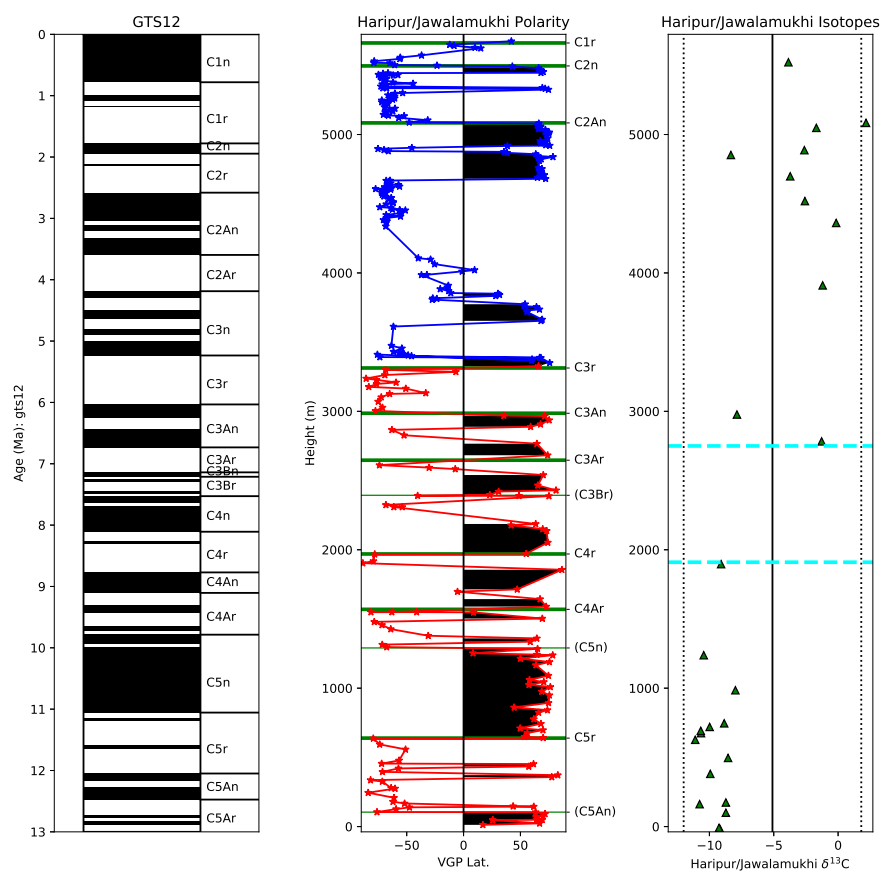 GTS12
0
1
2
3
4
5
6
7
8
9
10
11
12
13
Age (Ma): gts12
C1n
C1r
C2n
C2r
C2An
C2Ar
C3n
C3r
C3An
C3Ar
C3Bn
C3Br
C4n
C4r
C4An
C4Ar
C5n
C5r
C5An
C5Ar
Haripur/Jawalamukhi Polarity
5000
4000
3000
2000
1000
0
Height (m)
C1r
C2n
C2An
C3r
C3An
C3Ar
(C3Br)
C4r
C4Ar
(C5n)
C5r
(C5An)
−50
0
50
VGP Lat.
Haripur/Jawalamukhi Isotopes
5000
4000
3000
2000
1000
0
−10
−5
0
Haripur/Jawalamukhi δ¹³C